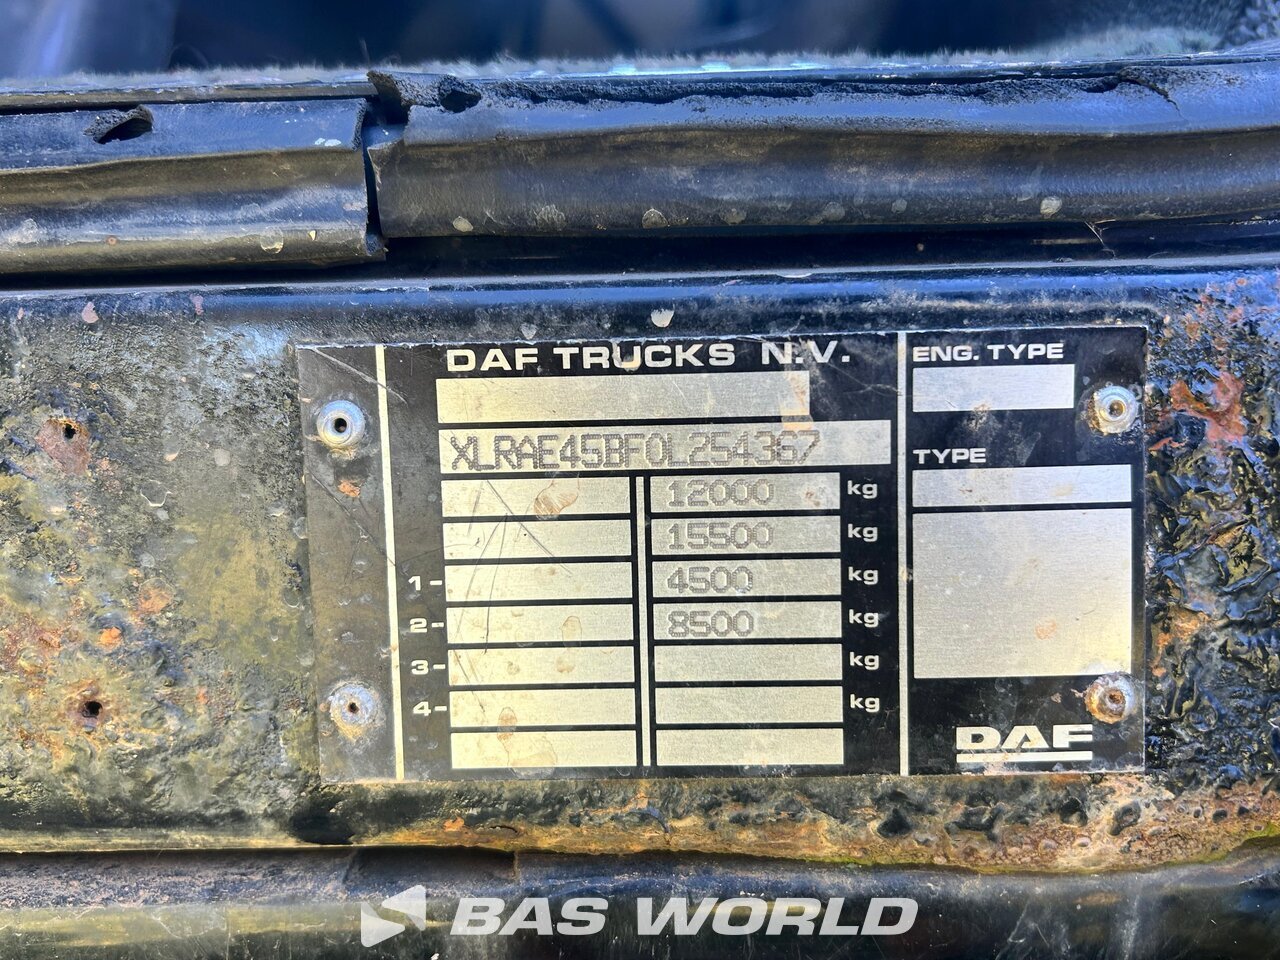 DAF TRUCKS N.V.
XLRAE45BF0L254367
12000 kg
15500 kg
1- 4500 kg
2- 8500 kg
3- kg
4- kg
ENG. TYPE
TYPE
DAF
BAS WORLD